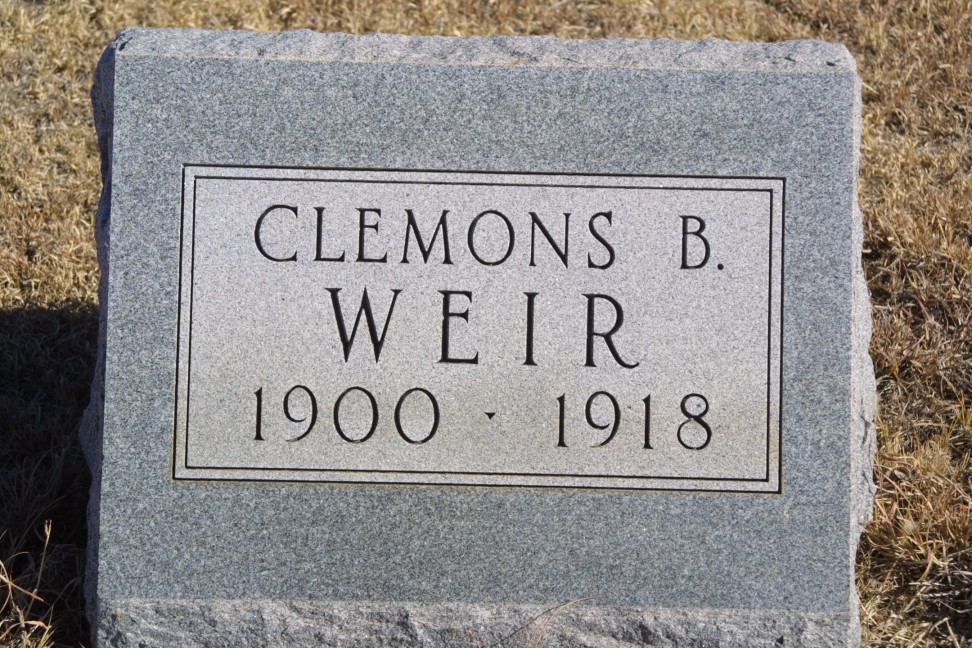 CLEMONS B.
WEIR
1900 · 1918